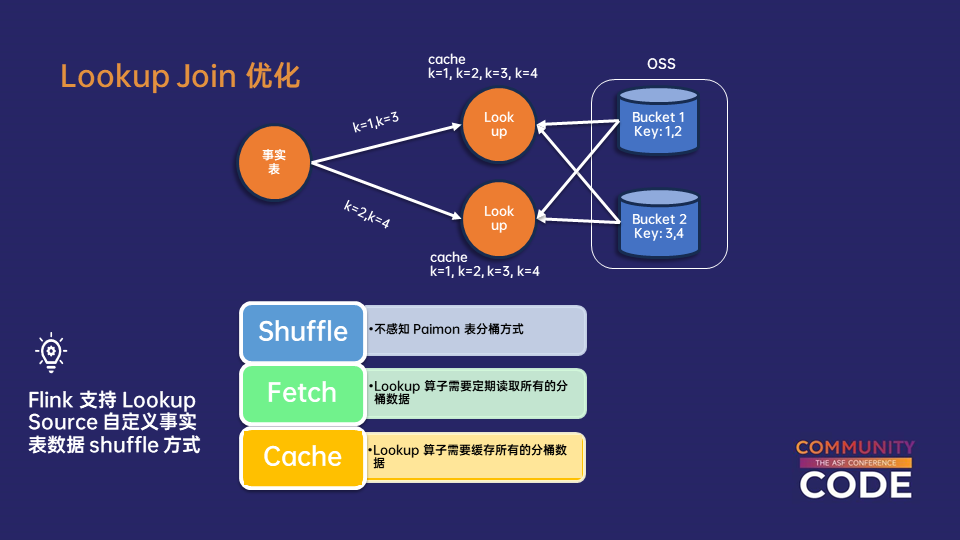 Lookup Join 优化
cache
k=1, k=2, k=3, k=4
OSS
事实
表
k=1,k=3
k=2,k=4
Look
up
Look
up
cache
k=1, k=2, k=3, k=4
Bucket 1
Key: 1,2
Bucket 2
Key: 3,4
Flink 支持 Lookup
Source 自定义事实
表数据 shuffle 方式
Shuffle
•不感知 Paimon 表分桶方式
Fetch
•Lookup 算子需要定期读取所有的分
桶数据
Cache
•Lookup 算子需要缓存所有的分桶数
据
COMMUNITY
THE ASF CONFERENCE
CODE